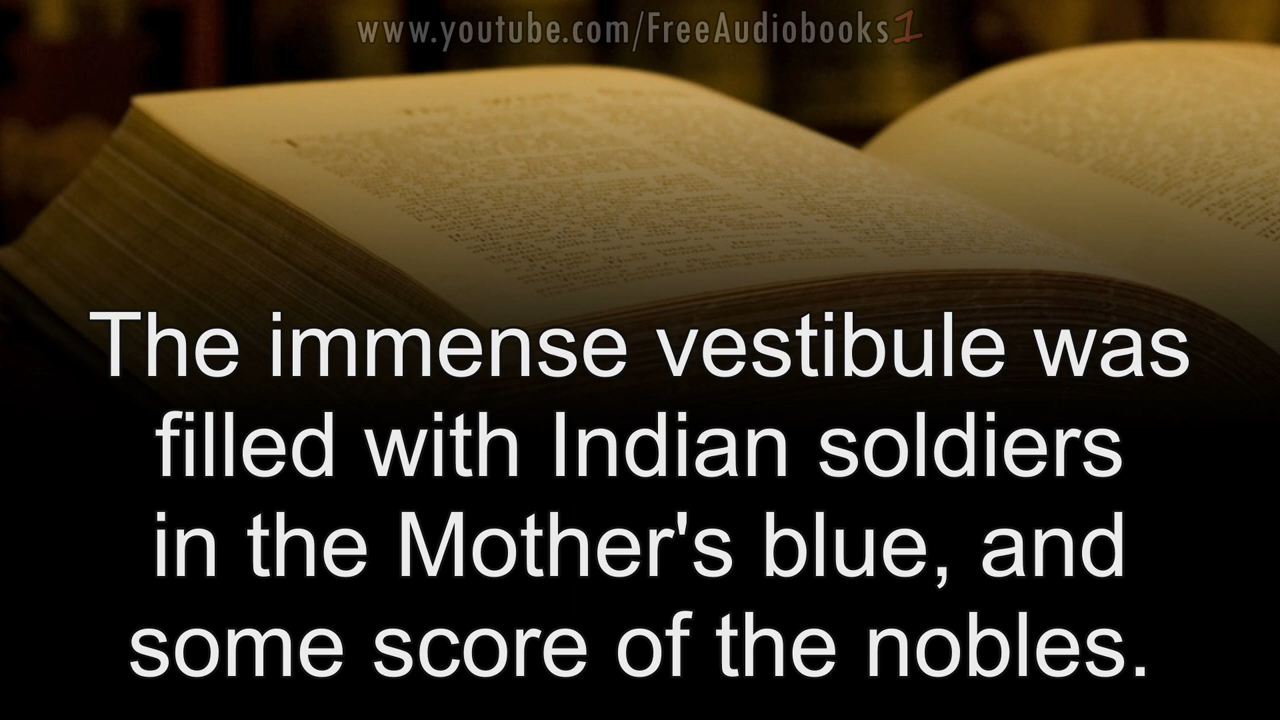 www.youtube.com/FreeAudiobooks1
The immense vestibule was
filled with Indian soldiers
in the Mother's blue, and
some score of the nobles.